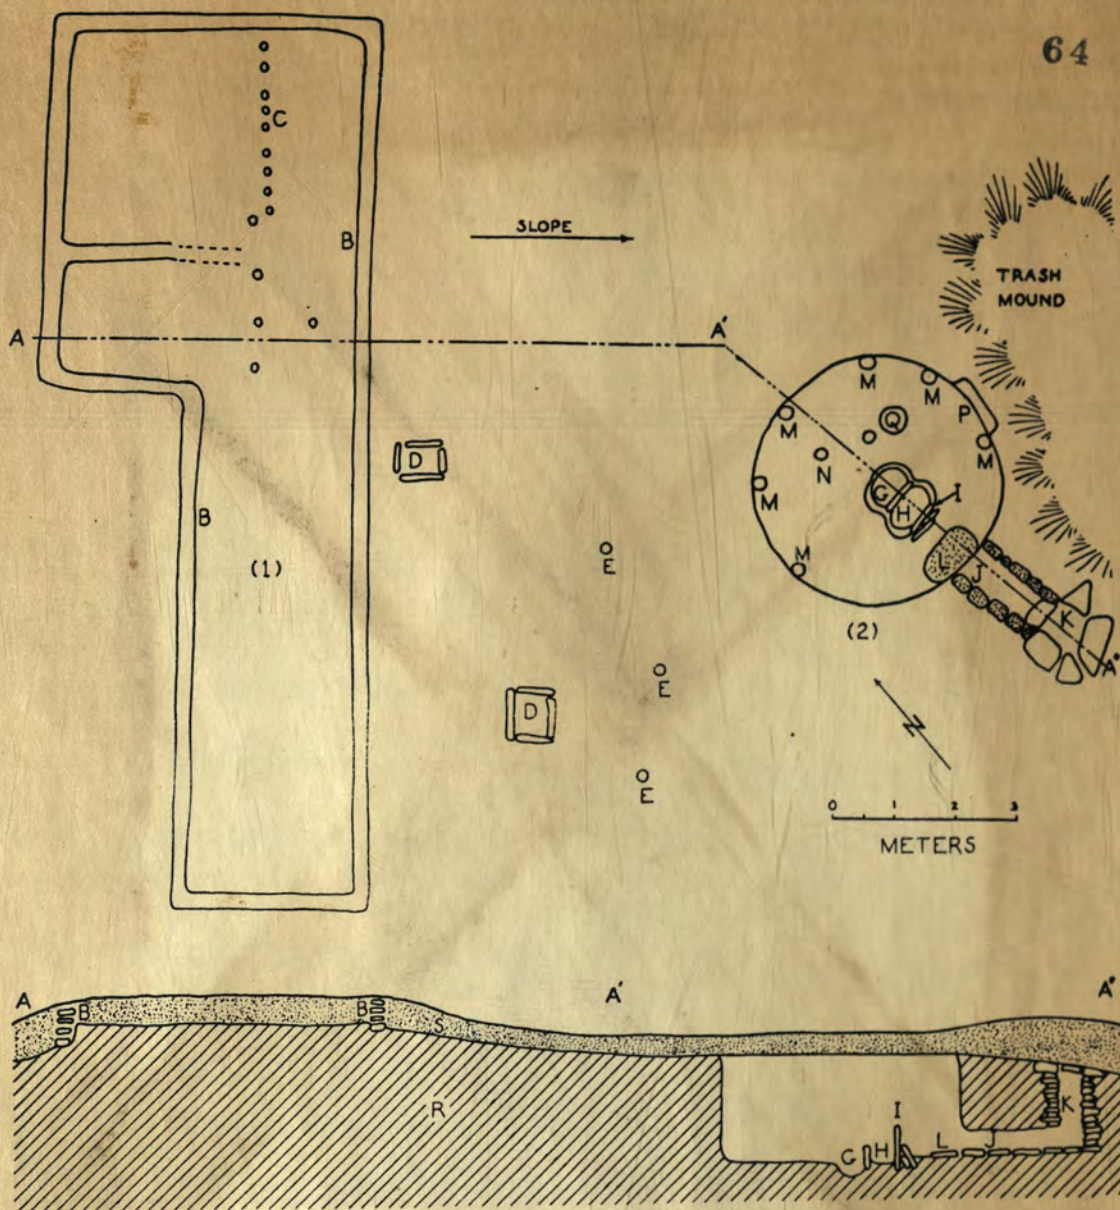 64
C
SLOPE
B
TRASH
MOUND
A
A'
M
M
P
Q
M
M
N
M
G
I
H
D
B
M
E
(1)
L
J
K
(2)
A"
E
N
D
E
0 1 2 3
METERS
A
A'
A"
B
B
S
R
I
K
G
H
L
J